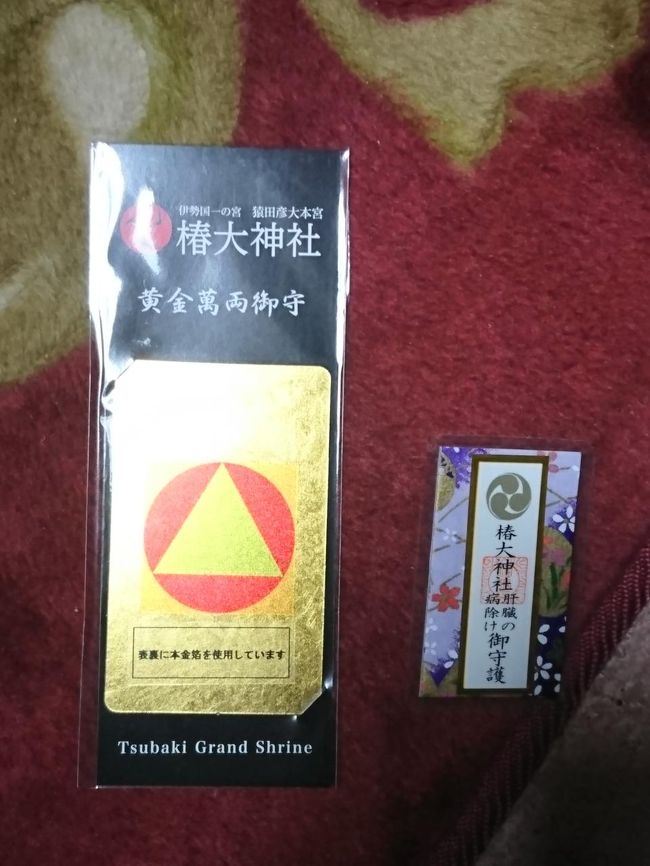 伊勢国一の宮 猿田彦大本宮
椿大神社
黄金萬両御守
表裏に本金箔を使用しています
Tsubaki Grand Shrine
椿大神社
肝臓の
病除け
御守護